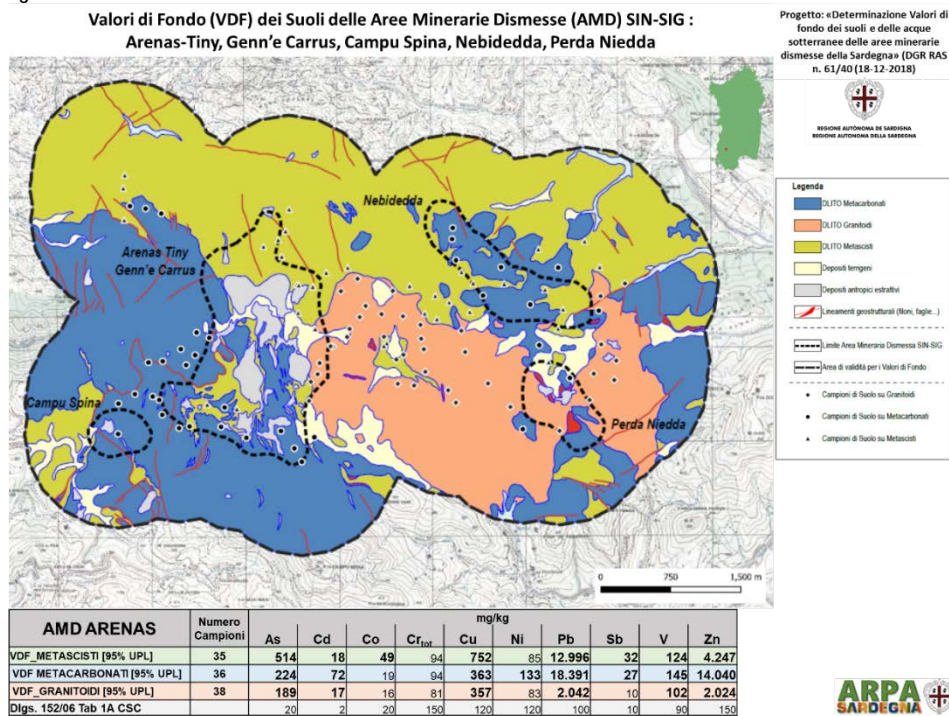 Valori di Fondo (VDF) dei Suoli delle Aree Minerarie Dismesse (AMD) SIN-SIG :
Arenas-Tiny, Genn'e Carrus, Campu Spina, Nebidedda, Perda Niedda
Progetto: «Determinazione Valori di
fondo dei suoli e delle acque
sotterranee delle aree minerarie
dismesse della Sardegna» (DGR RAS
n. 61/40 (18-12-2018)
REGIONE AUTÒNOMA DE SARDIGNA
REGIONE AUTONOMA DELLA SARDEGNA
Nebidedda
Arenas Tiny
Genn'e Carrus
Campu Spina
Perda Niedda
Legenda
DLITO Metacarbonati
DLITO Granitoidi
DLITO Metascisti
Depositi terrigeni
Depositi antropici estrattivi
Lineamenti geostrutturali (filoni, faglie...)
Limite Area Mineraria Dismessa SIN-SIG
Area di validità per i Valori di Fondo
Campioni di Suolo su Granitoidi
Campioni di Suolo su Metacarbonati
Campioni di Suolo su Metascisti
0 750 1,500 m
AMD ARENAS Numero Campioni mg/kg
As Cd Co Crtot Cu Ni Pb Sb V Zn
VDF_METASCISTI [95% UPL] 35 514 18 49 94 752 85 12.996 32 124 4.247
VDF METACARBONATI [95% UPL] 36 224 72 19 94 363 133 18.391 27 145 14.040
VDF_GRANITOIDI [95% UPL] 38 189 17 16 81 357 83 2.042 10 102 2.024
Dlgs. 152/06 Tab 1A CSC 20 2 20 150 120 120 100 10 90 150
ARPA
SARDEGNA